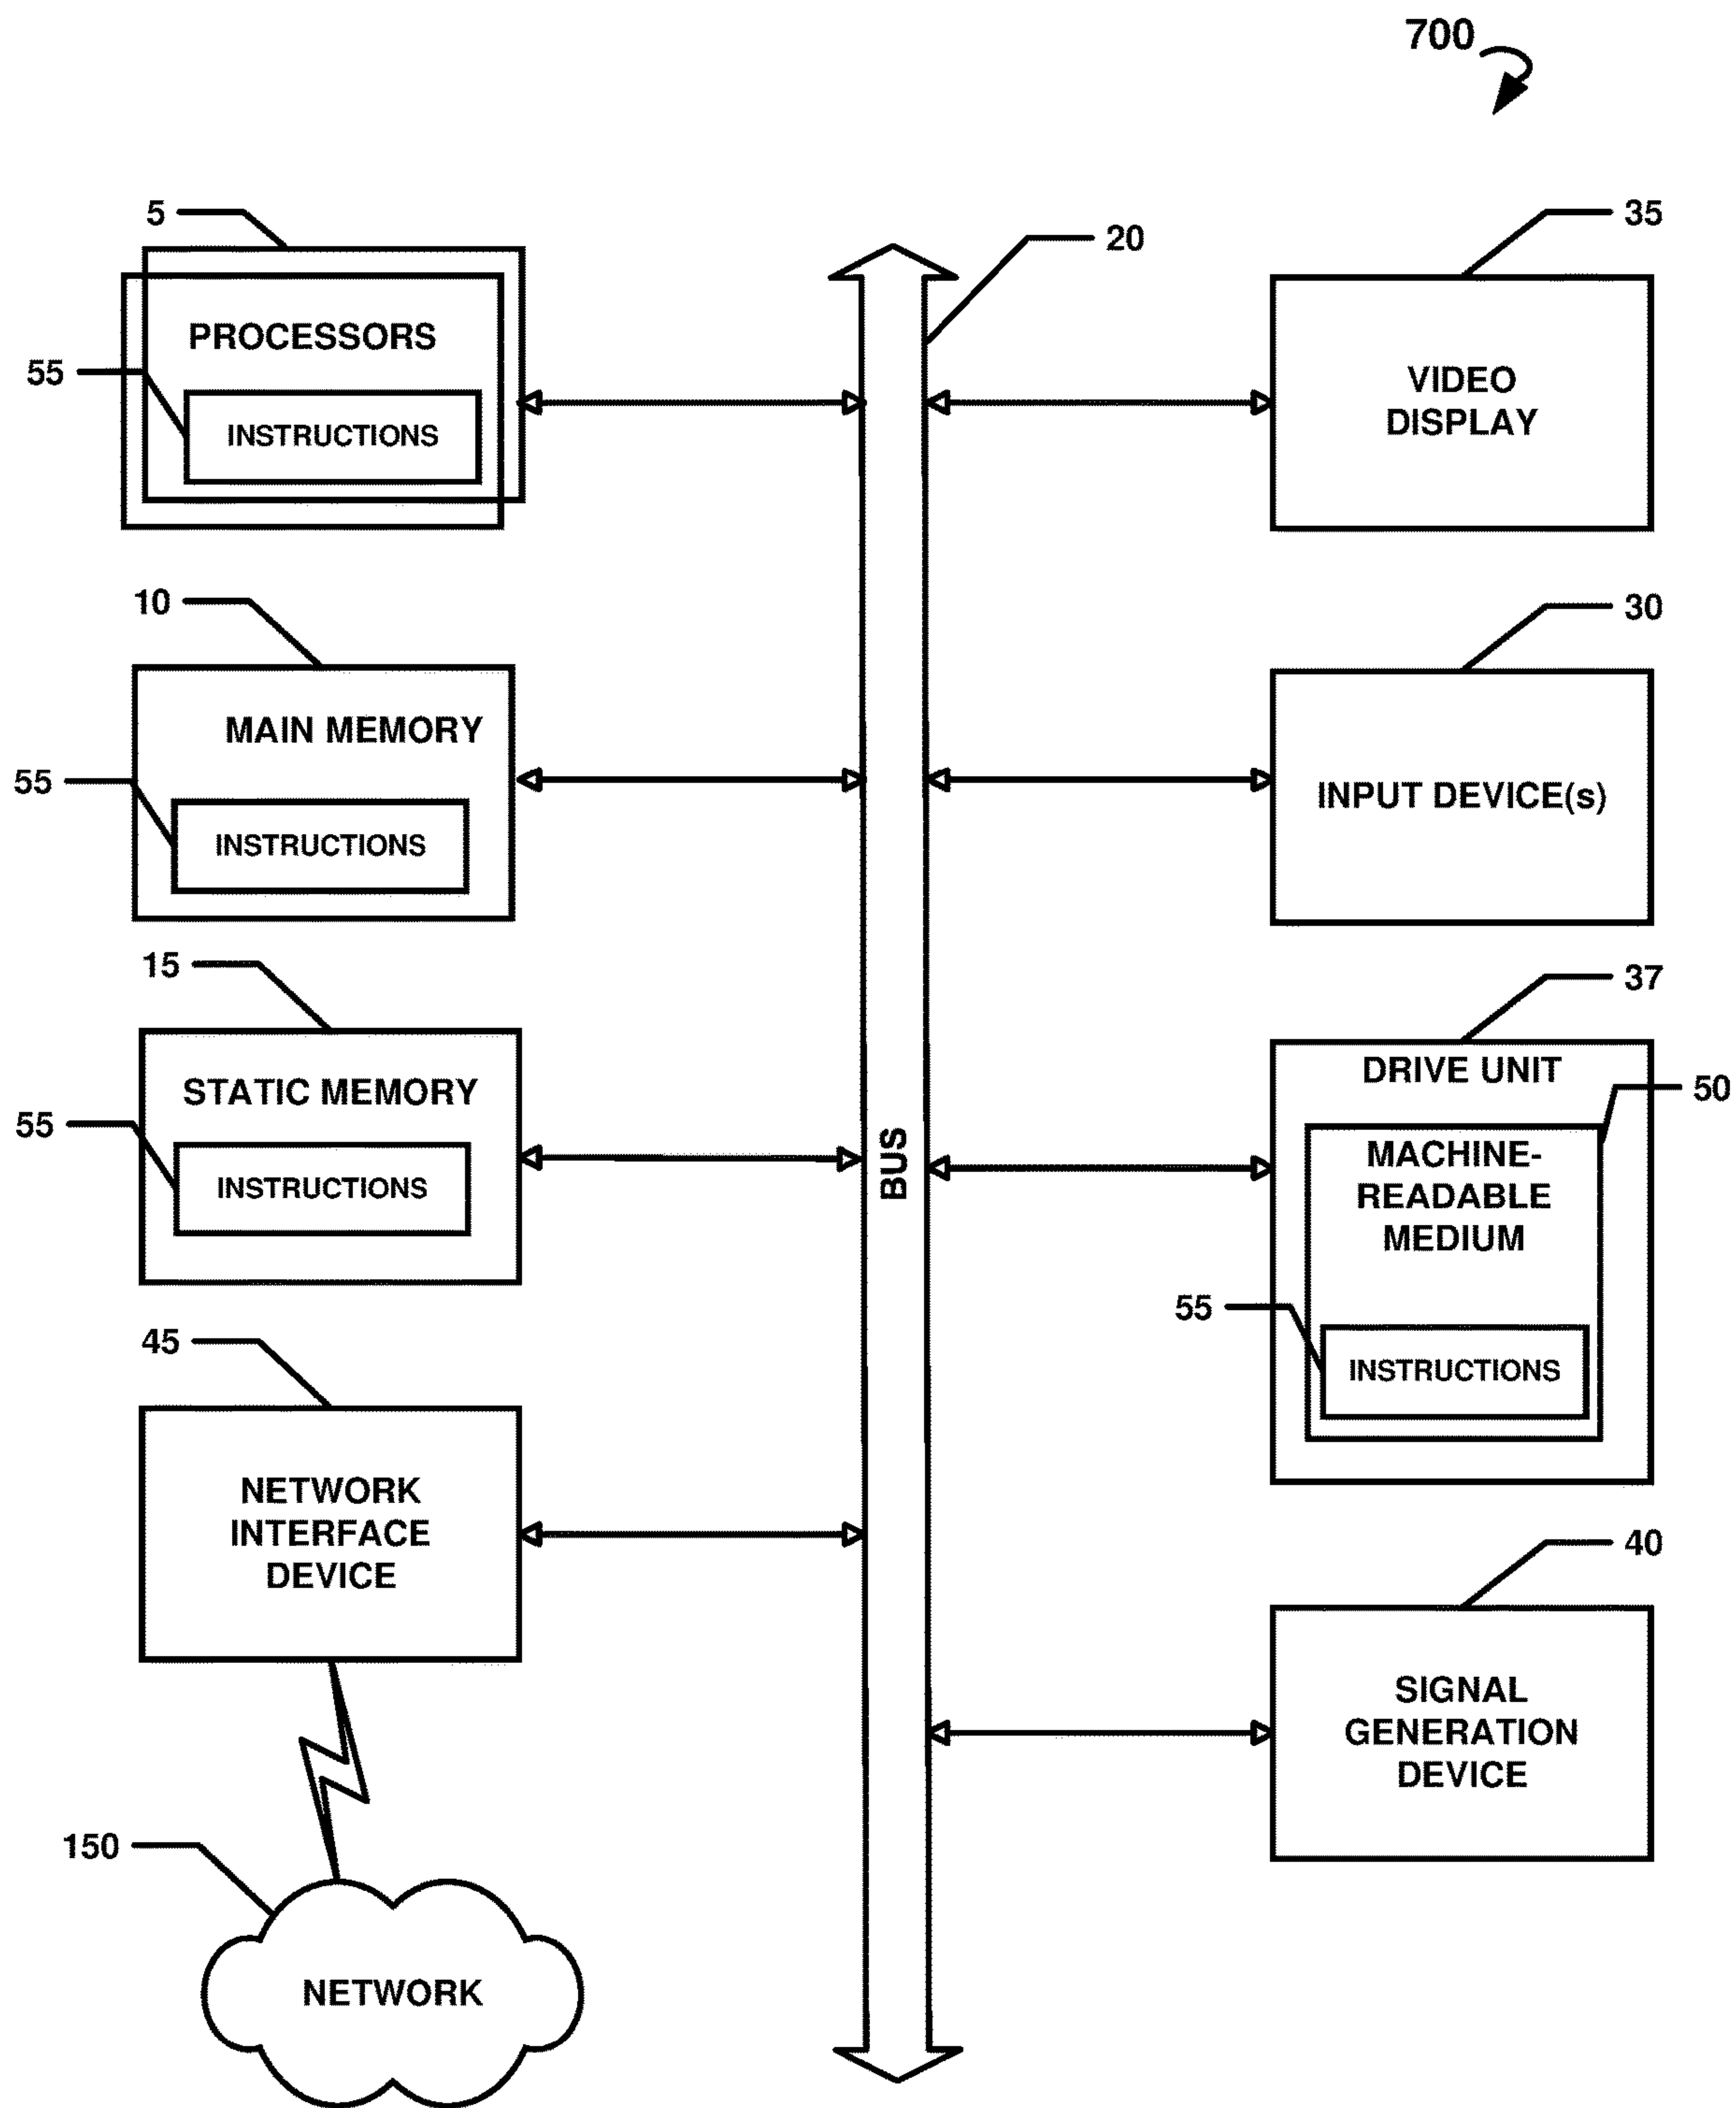 700
5
PROCESSORS
55
INSTRUCTIONS
10
MAIN MEMORY
55
INSTRUCTIONS
15
STATIC MEMORY
55
INSTRUCTIONS
45
NETWORK
INTERFACE
DEVICE
150
NETWORK
20
BUS
35
VIDEO
DISPLAY
30
INPUT DEVICE(s)
37
DRIVE UNIT
50
MACHINE-
READABLE
MEDIUM
55
INSTRUCTIONS
40
SIGNAL
GENERATION
DEVICE